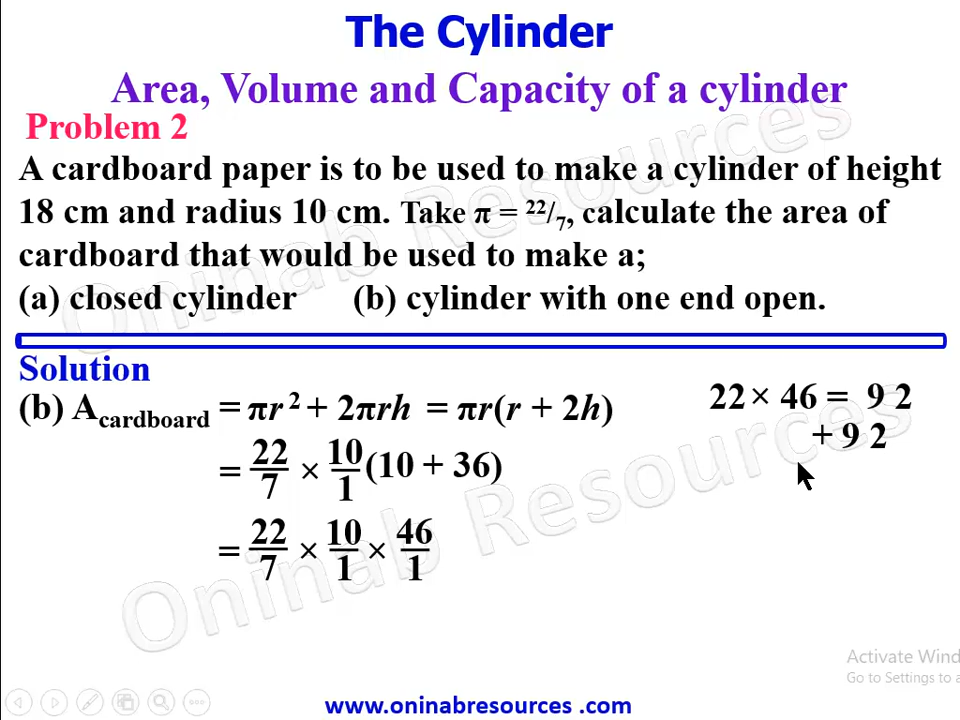 The Cylinder
Area, Volume and Capacity of a cylinder
Problem 2
A cardboard paper is to be used to make a cylinder of height
18 cm and radius 10 cm. Take π = 22/7, calculate the area of
cardboard that would be used to make a;
(a) closed cylinder (b) cylinder with one end open.
Solution
(b) Acardboard = πr² + 2πrh = πr(r + 2h)
22 × 46 = 9 2
+ 9 2
= 22/7 × 10/1 (10 + 36)
= 22/7 × 10/1 × 46/1
Oninab Resources
Oninab Resources
Activate Wind
Go to Settings to a
www.oninabresources .com